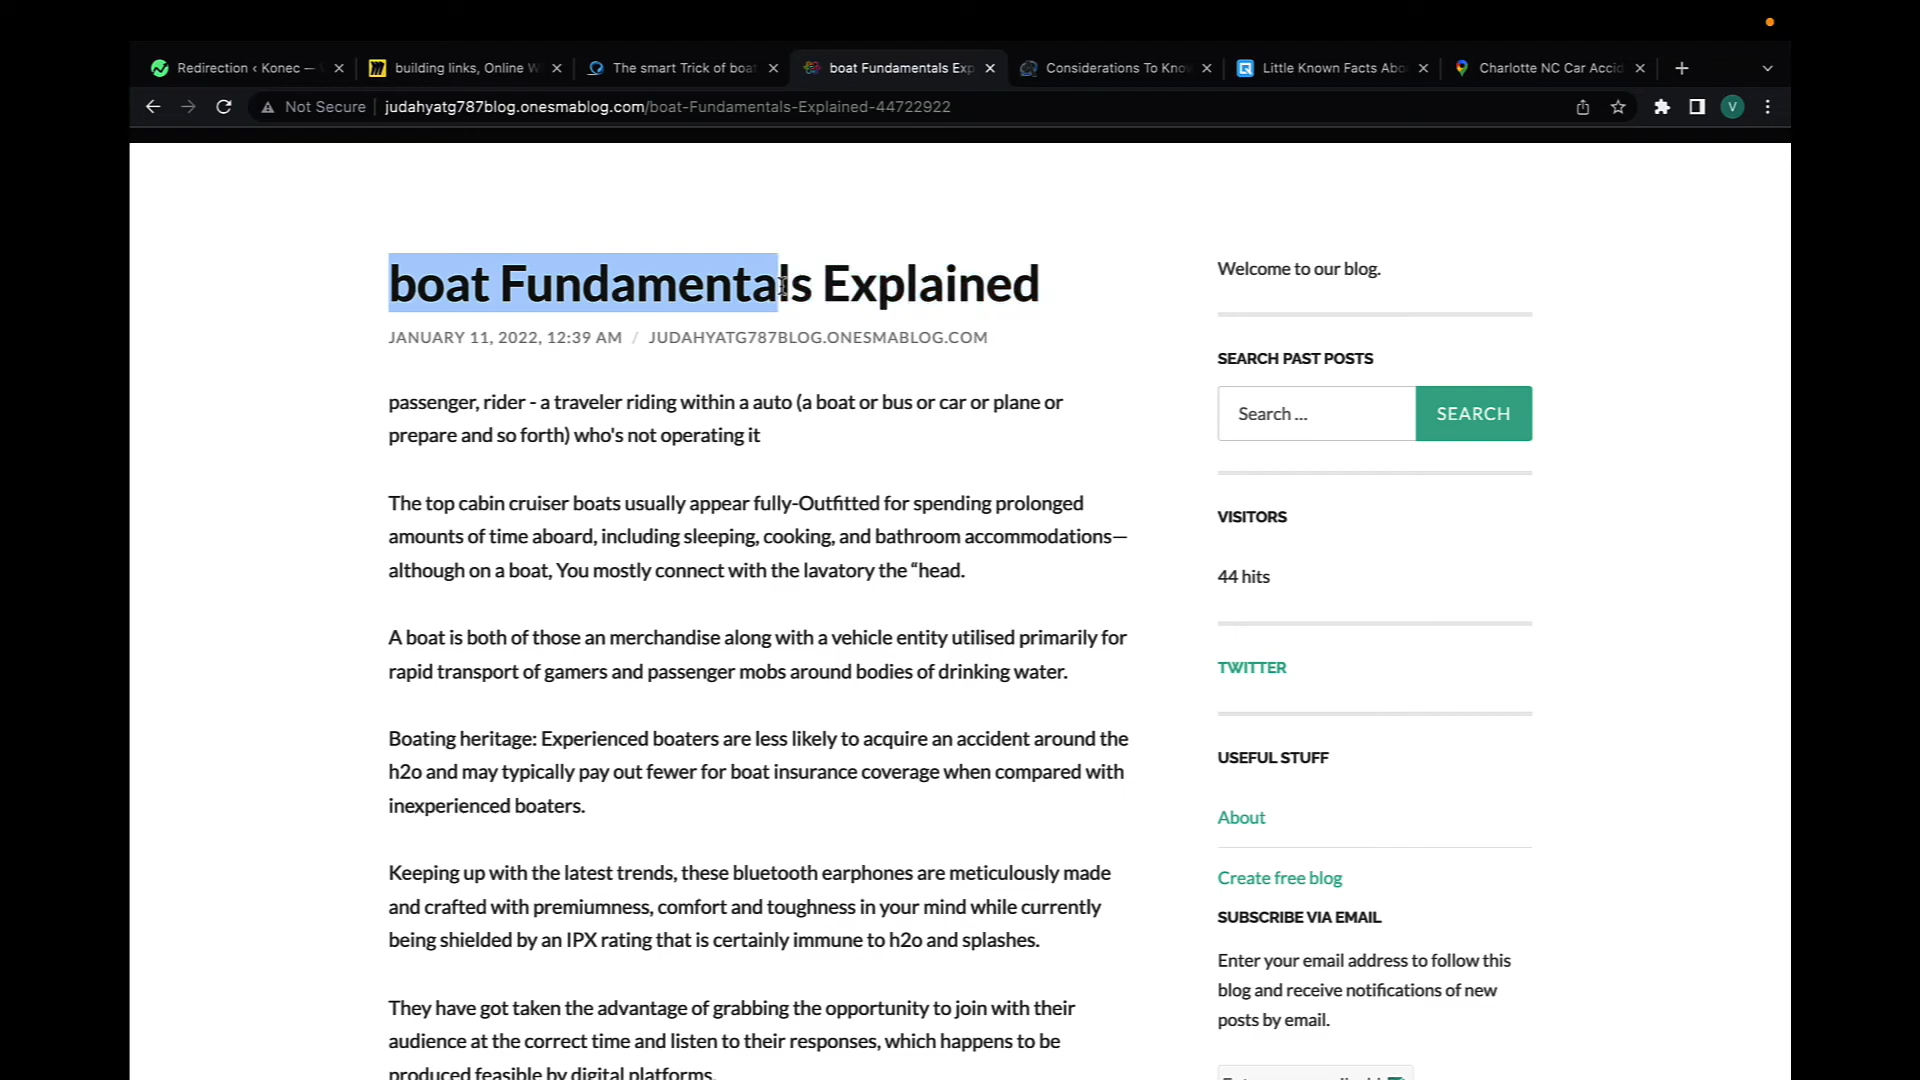 Redirection ‹ Konec —
building links, Online W
The smart Trick of boat
boat Fundamentals Exp
Considerations To Know
Little Known Facts Abo
Charlotte NC Car Accid
Not Secure
judahyatg787blog.onesmablog.com/boat-Fundamentals-Explained-44722922
V
boat Fundamentals Explained
JANUARY 11, 2022, 12:39 AM / JUDAHYATG787BLOG.ONESMABLOG.COM
passenger, rider - a traveler riding within a auto (a boat or bus or car or plane or
prepare and so forth) who's not operating it
The top cabin cruiser boats usually appear fully-Outfitted for spending prolonged
amounts of time aboard, including sleeping, cooking, and bathroom accommodations—
although on a boat, You mostly connect with the lavatory the “head.
A boat is both of those an merchandise along with a vehicle entity utilised primarily for
rapid transport of gamers and passenger mobs around bodies of drinking water.
Boating heritage: Experienced boaters are less likely to acquire an accident around the
h2o and may typically pay out fewer for boat insurance coverage when compared with
inexperienced boaters.
Keeping up with the latest trends, these bluetooth earphones are meticulously made
and crafted with premiumness, comfort and toughness in your mind while currently
being shielded by an IPX rating that is certainly immune to h2o and splashes.
They have got taken the advantage of grabbing the opportunity to join with their
audience at the correct time and listen to their responses, which happens to be
produced feasible by digital platforms.
Welcome to our blog.
SEARCH PAST POSTS
Search ...
SEARCH
VISITORS
44 hits
TWITTER
USEFUL STUFF
About
Create free blog
SUBSCRIBE VIA EMAIL
Enter your email address to follow this
blog and receive notifications of new
posts by email.